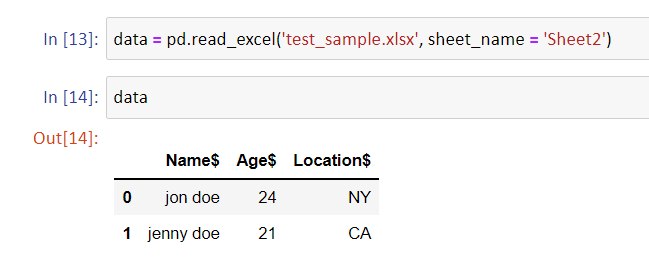 In [13]: data = pd.read_excel('test_sample.xlsx', sheet_name = 'Sheet2')
In [14]: data
Out[14]:
Name$ Age$ Location$
0 jon doe 24 NY
1 jenny doe 21 CA